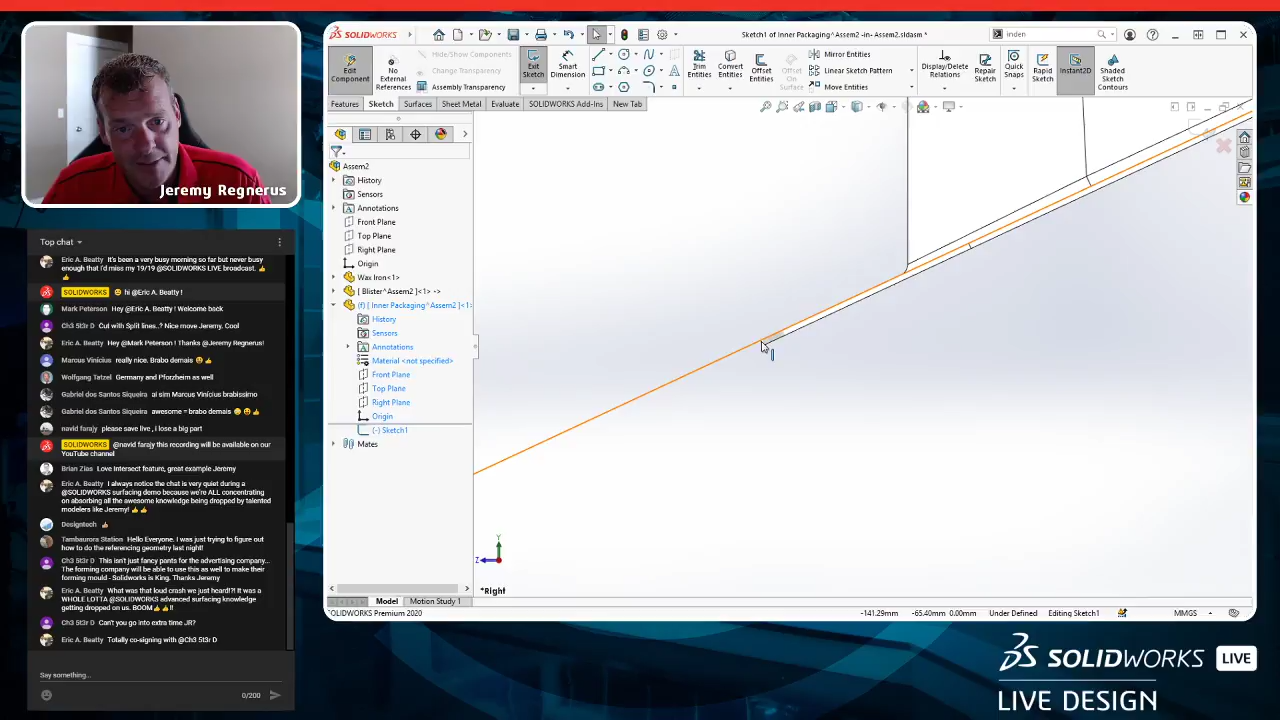 Jeremy Regnerus
Top chat
Eric A. Beatty It's been a very busy morning so far but never busy
enough that i'd miss my 19/19 @SOLIDWORKS LIVE broadcast.
SOLIDWORKS hi @Eric A. Beatty !
Mark Peterson Hey @Eric A. Beatty ! Welcome back
Ch3 5t3r D Cut with Split lines..? Nice move Jeremy. Cool
Eric A. Beatty Hey @Mark Peterson ! Thanks @Jeremy Regnerus!
Marcus Vinícius really nice. Brabo demais
Wolfgang Tatzel Germany and Pforzheim as well
Gabriel dos Santos Siqueira ai sim Marcus Vinícius brabissimo
Gabriel dos Santos Siqueira awesome = brabo demais
navid farajy please save live , i lose a big part!
SOLIDWORKS @navid farajy this recording will be available on our
YouTube channel
Brian Zias Love Intersect feature, great example Jeremy
Eric A. Beatty I always notice the chat is very quiet during a
@SOLIDWORKS surfacing demo because we're ALL concentrating
on absorbing all the awesome knowledge being dropped by talented
modelers like Jeremy!
Designtech
Tambaurora Station Hello Everyone. I was just trying to figure out
how to do the referencing geometry last night!
Ch3 5t3r D This isn't just fancy pants for the advertising company...
The forming company will be able to use this as well to make their
forming mould - Solidworks is King. Thanks Jeremy
Eric A. Beatty What was that loud crash we just heard!?! It was a
WHOLE LOTTA @SOLIDWORKS advanced surfacing knowledge
getting dropped on us. BOOM !!
Ch3 5t3r D Can't you go into extra time JR?
Eric A. Beatty Totally co-signing with @Ch3 5t3r D
Say something...
0/200
SOLIDWORKS
Sketch1 of Inner Packaging^Assem2 -in- Assem2.sldasm *
inden
Edit Component
No External References
Hide/Show Components
Change Transparency
Assembly Transparency
Exit Sketch
Smart Dimension
Trim Entities
Convert Entities
Offset Entities
Offset On Surface
Mirror Entities
Linear Sketch Pattern
Move Entities
Display/Delete Relations
Repair Sketch
Quick Snaps
Rapid Sketch
Instant2D
Shaded Sketch Contours
Features Sketch Surfaces Sheet Metal Evaluate SOLIDWORKS Add-Ins New Tab
Assem2
History
Sensors
Annotations
Front Plane
Top Plane
Right Plane
Origin
Wax Iron<1>
[ Blister^Assem2 ]<1> ->
(f) [ Inner Packaging^Assem2 ]<1>
History
Sensors
Annotations
Material <not specified>
Front Plane
Top Plane
Right Plane
Origin
(-) Sketch1
Mates
Y
Z
*Right
Model Motion Study 1
SOLIDWORKS Premium 2020
-141.29mm -65.40mm 0.00mm Under Defined Editing Sketch1 MMGS
SOLIDWORKS LIVE
LIVE DESIGN